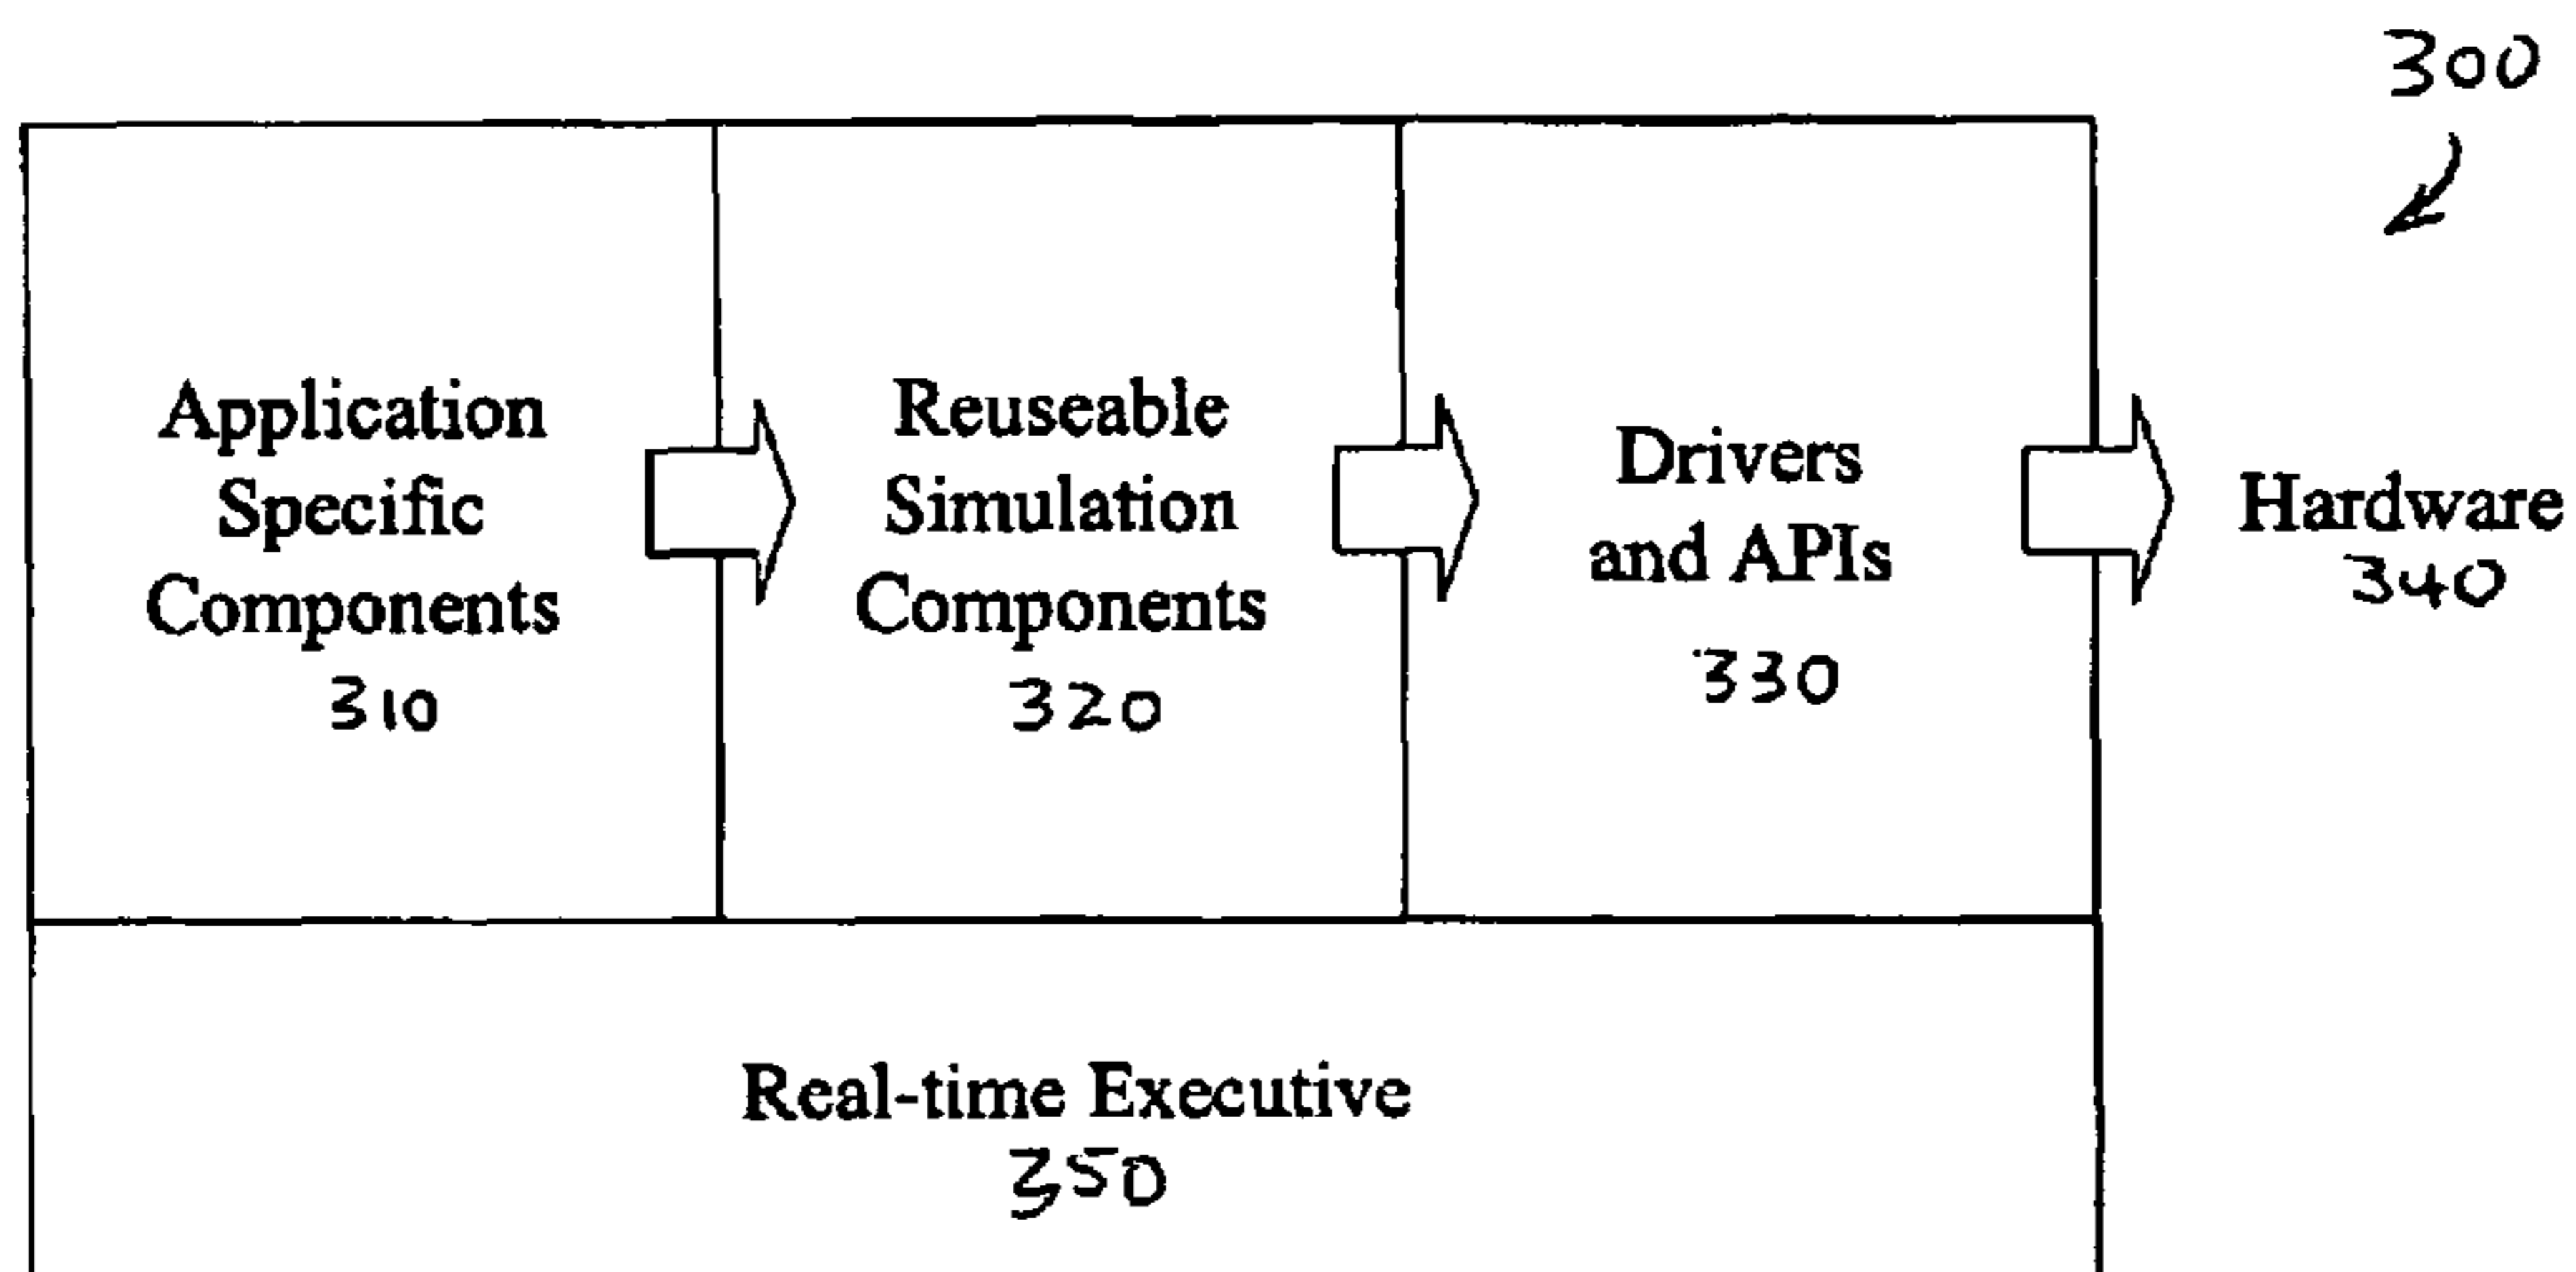 300
Application
Specific
Components
310
Reuseable
Simulation
Components
320
Drivers
and APIs
330
Hardware
340
Real-time Executive
350